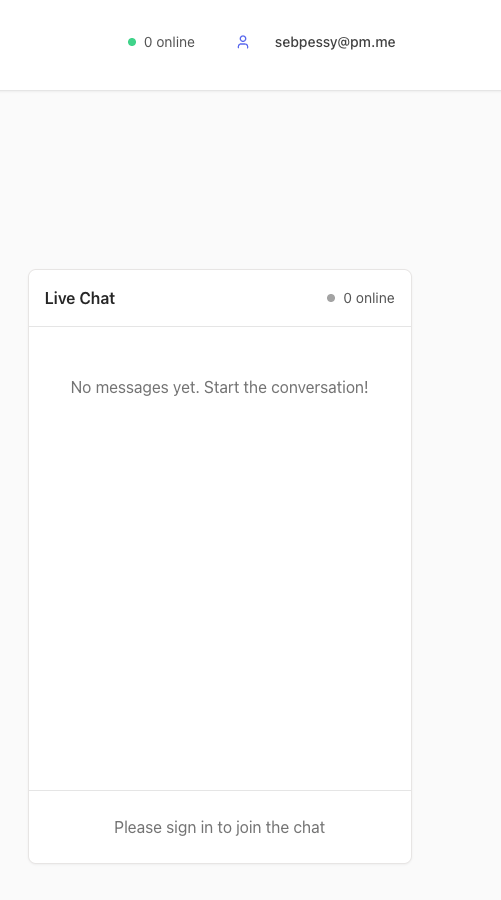 0 online sebpessy@pm.me
Live Chat 0 online
No messages yet. Start the conversation!
Please sign in to join the chat